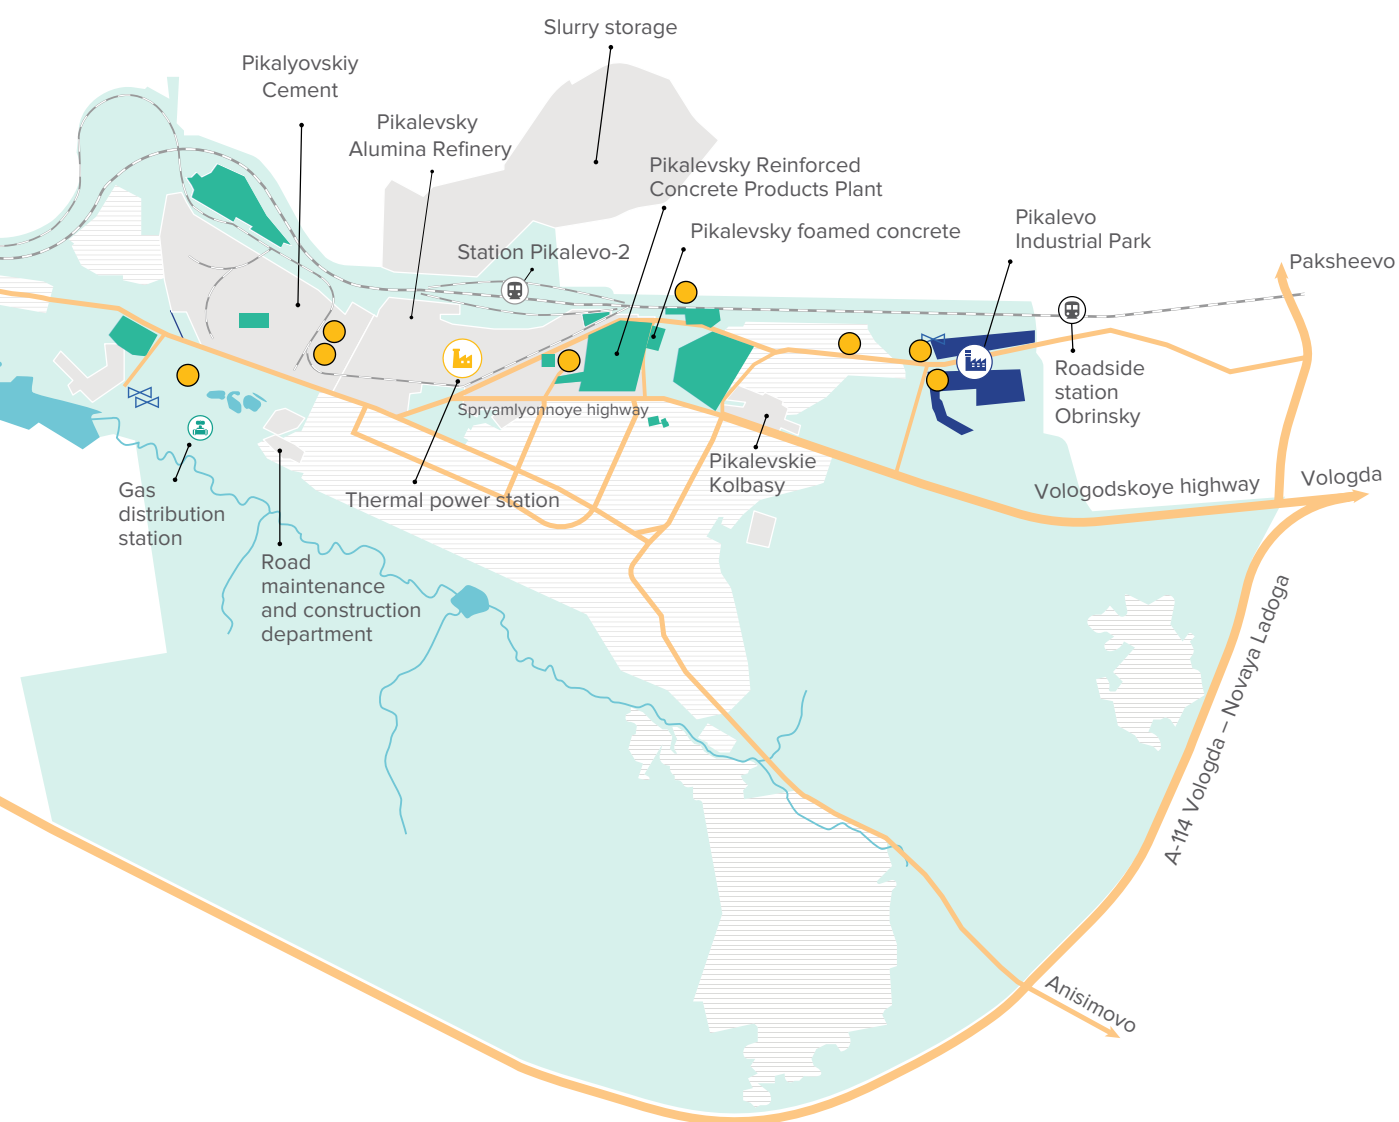 Slurry storage
Pikalyovskiy
Cement
Pikalevsky
Alumina Refinery
Pikalevsky Reinforced
Concrete Products Plant
Pikalevsky foamed concrete
Pikalevo
Industrial Park
Station Pikalevo-2
Paksheevo
Roadside
station
Obrinsky
Spryamlyonnoye highway
Pikalevskie
Kolbasy
Thermal power station
Vologodskoye highway
Vologda
Gas
distribution
station
Road
maintenance
and construction
department
A-114 Vologda – Novaya Ladoga
Anisimovo